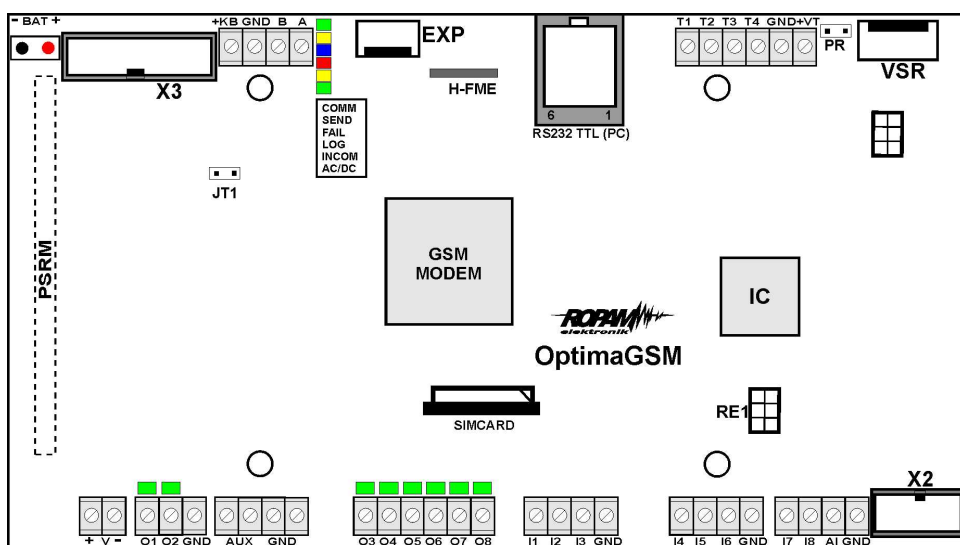 - BAT +
+KB GND B A
EXP
H-FME
6 1
RS232 TTL (PC)
T1 T2 T3 T4 GND+VT
PR
VSR
X3
COMM
SEND
FAIL
LOG
INCOM
AC/DC
JT1
PSRM
GSM
MODEM
IC
ROPAM
elektronik
OptimaGSM
SIMCARD
RE1
X2
+ V -
O1 O2 GND
AUX GND
O3 O4 O5 O6 O7 O8
I1 I2 I3 GND
I4 I5 I6 GND
I7 I8 AI GND